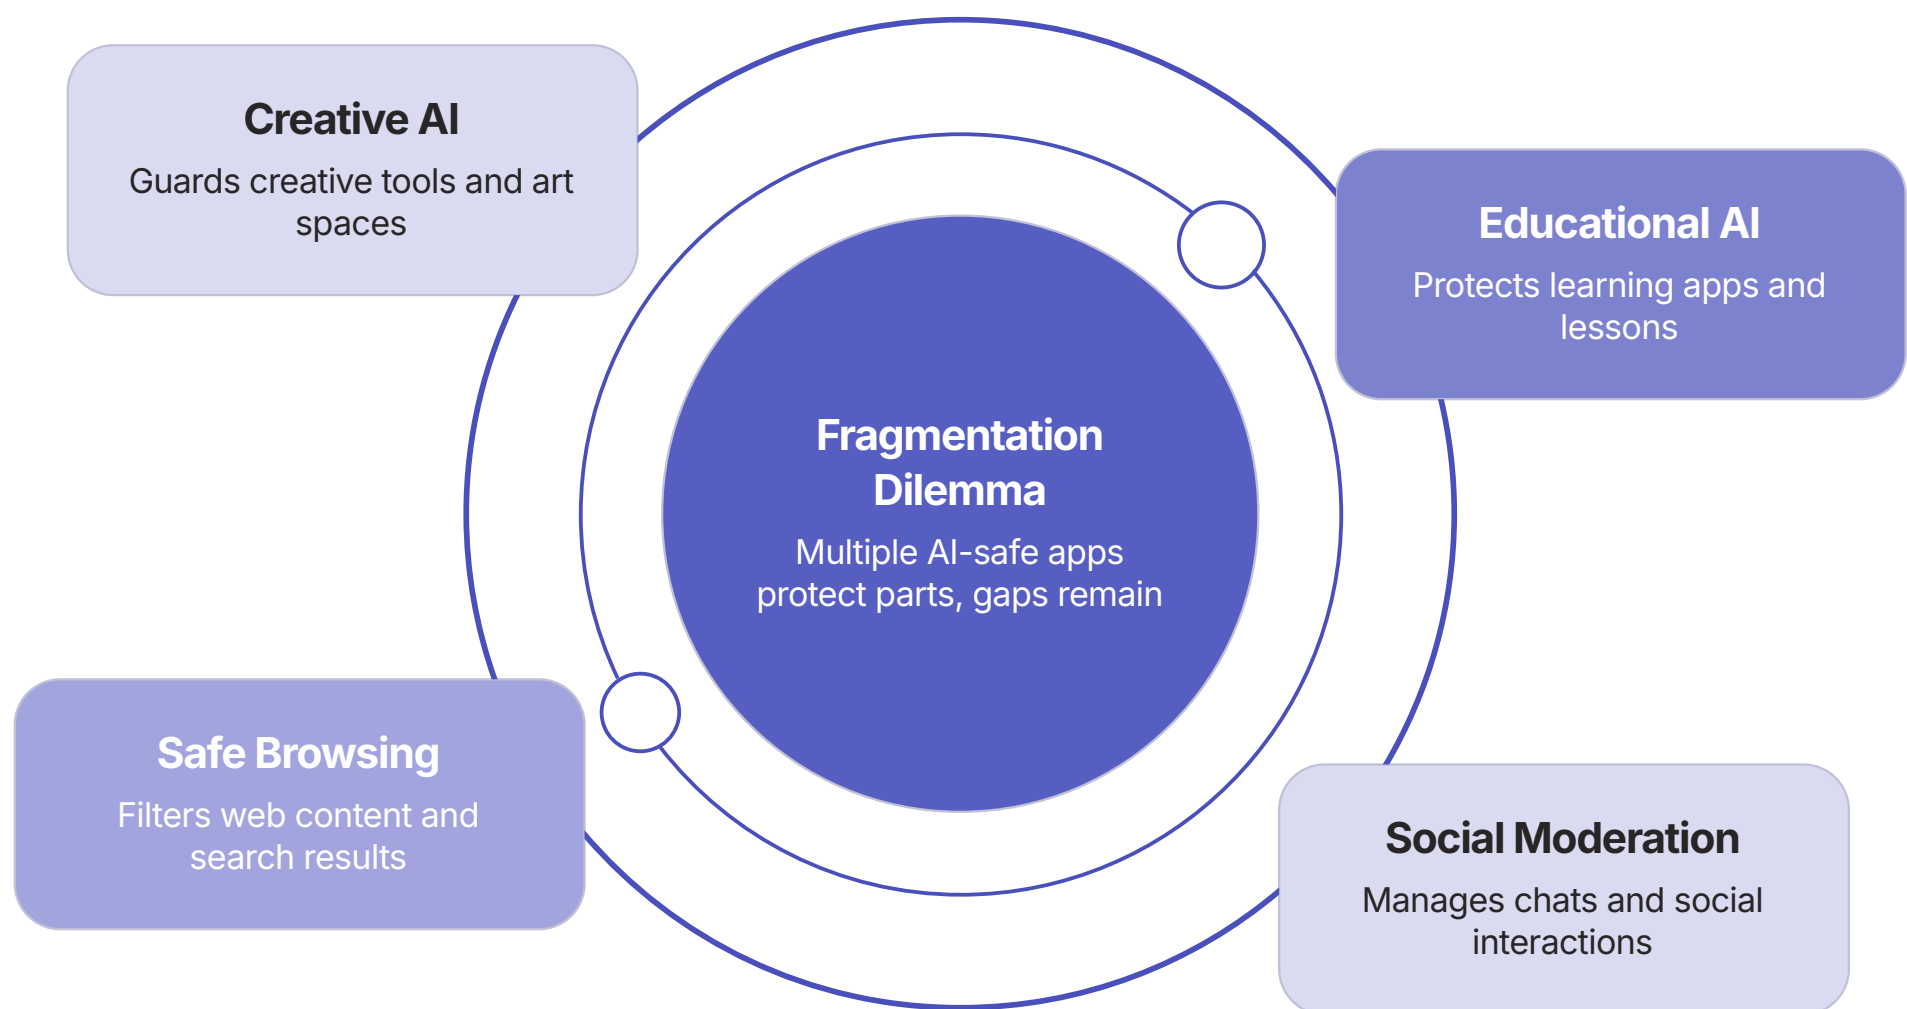 Creative AI
Guards creative tools and art
spaces
Educational AI
Protects learning apps and
lessons
Fragmentation
Dilemma
Multiple AI-safe apps
protect parts, gaps remain
Safe Browsing
Filters web content and
search results
Social Moderation
Manages chats and social
interactions